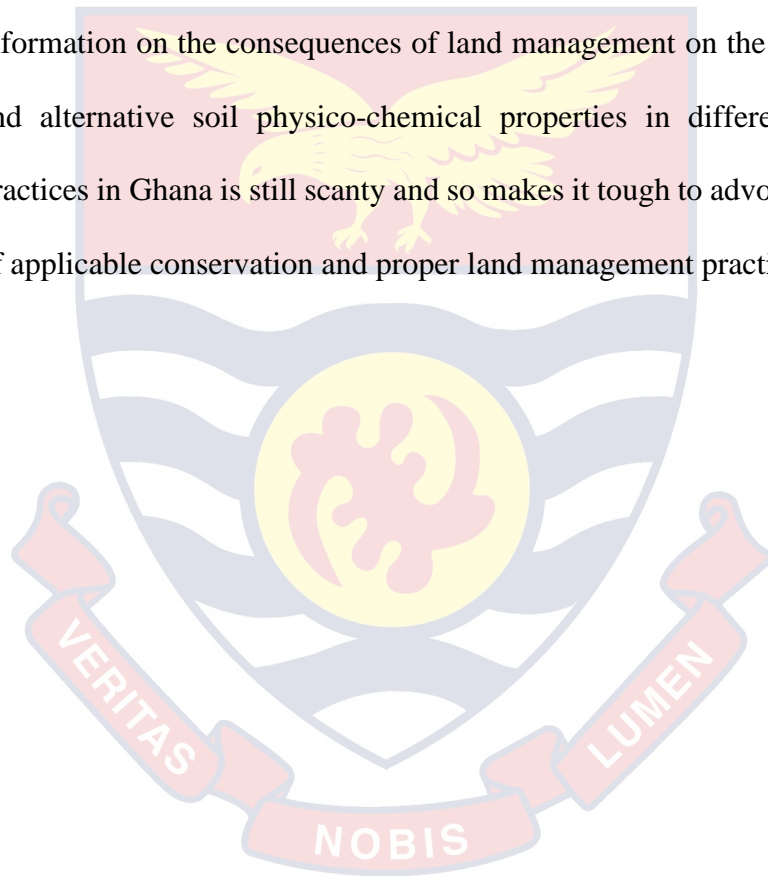 formation on the consequences of land management on the
nd alternative soil physico-chemical properties in differe
ractices in Ghana is still scanty and so makes it tough to advo
f applicable conservation and proper land management practi
VERITAS
NOBIS
LUMEN